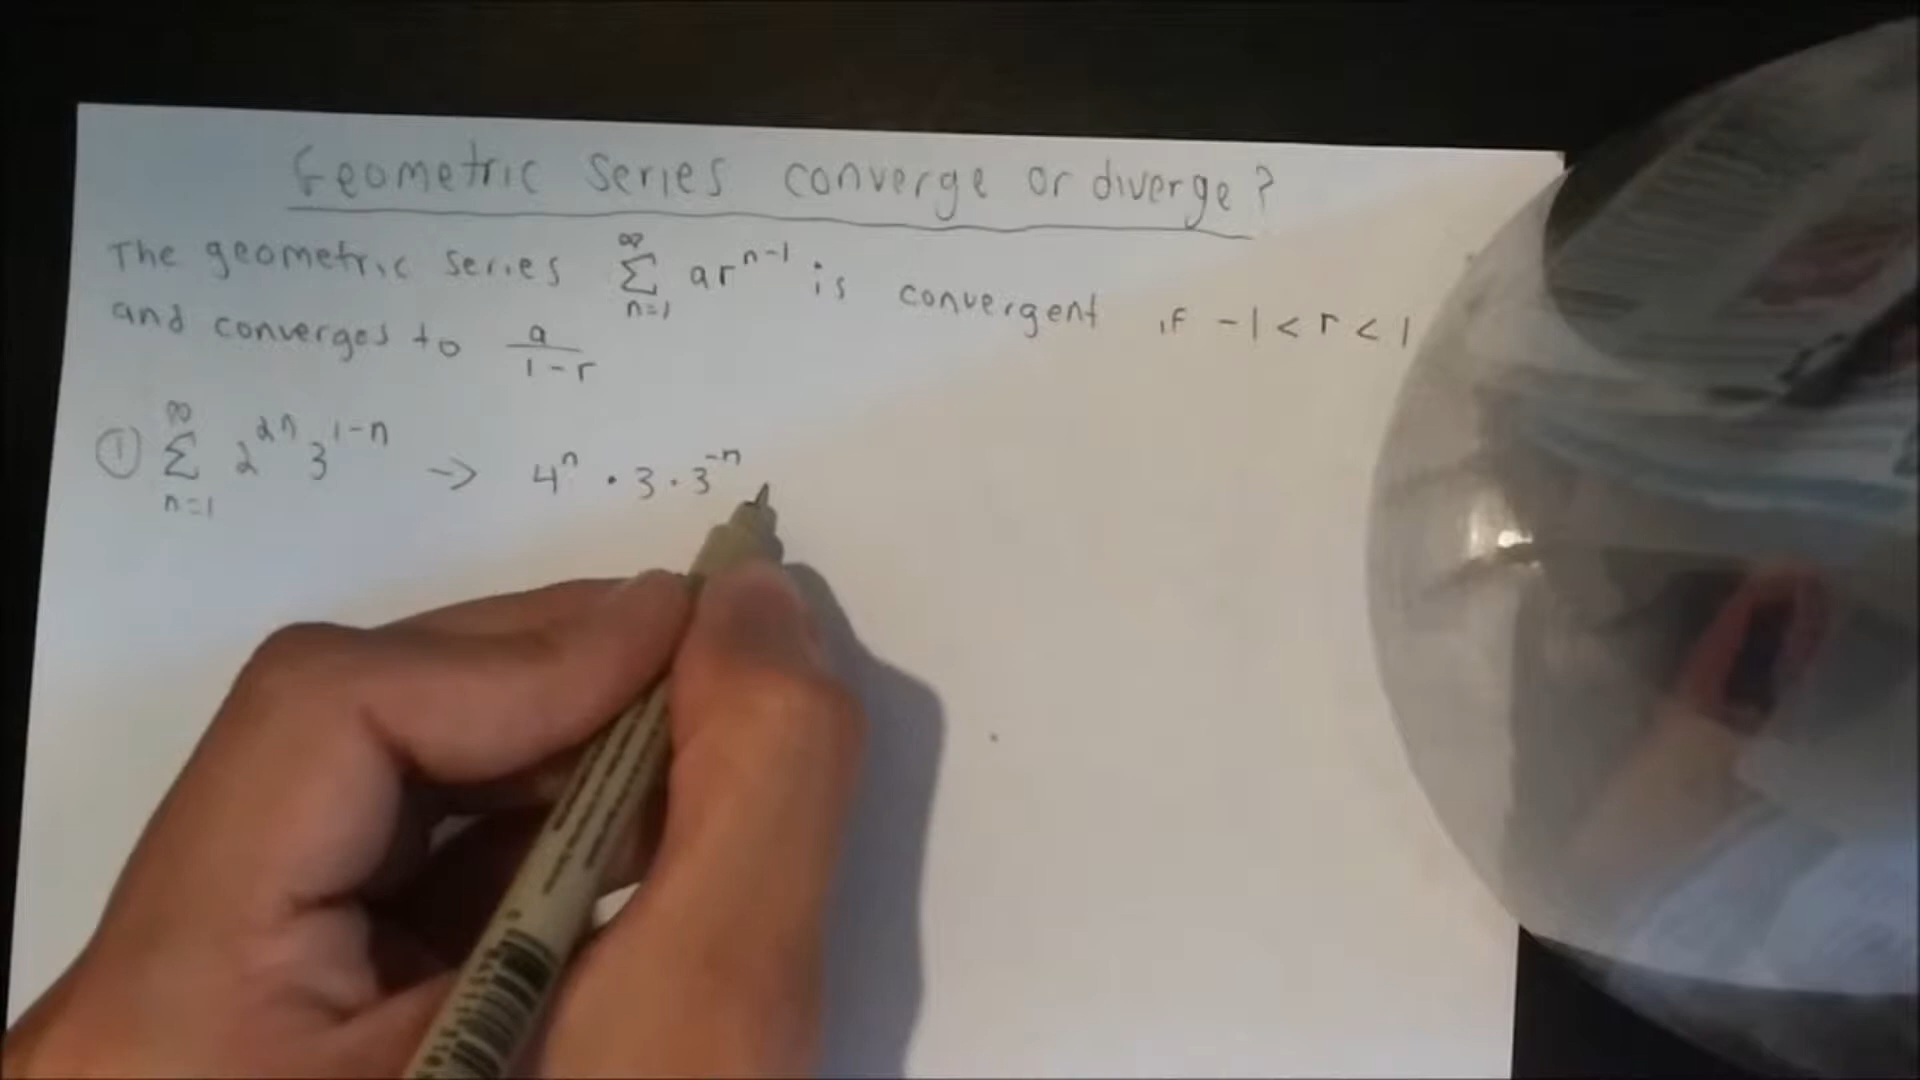 Geometric series converge or diverge?
The geometric series ∞ Σ n=1 ar^(n-1) is convergent if -1 < r < 1
and converges to a/(1-r)
① ∞ Σ n=1 2^(2n) 3^(1-n) -> 4^n · 3 · 3^(-n)